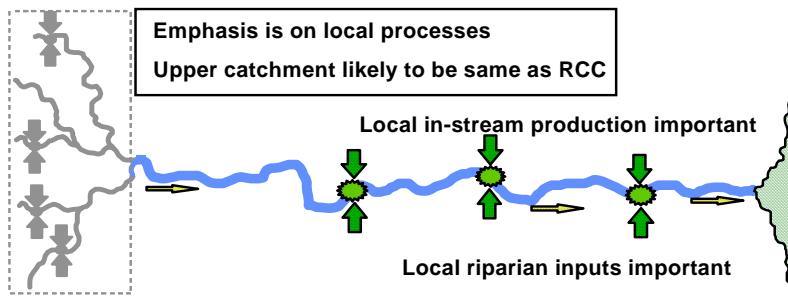 Emphasis is on local processes
Upper catchment likely to be same as RCC
Local in-stream production important
Local riparian inputs important